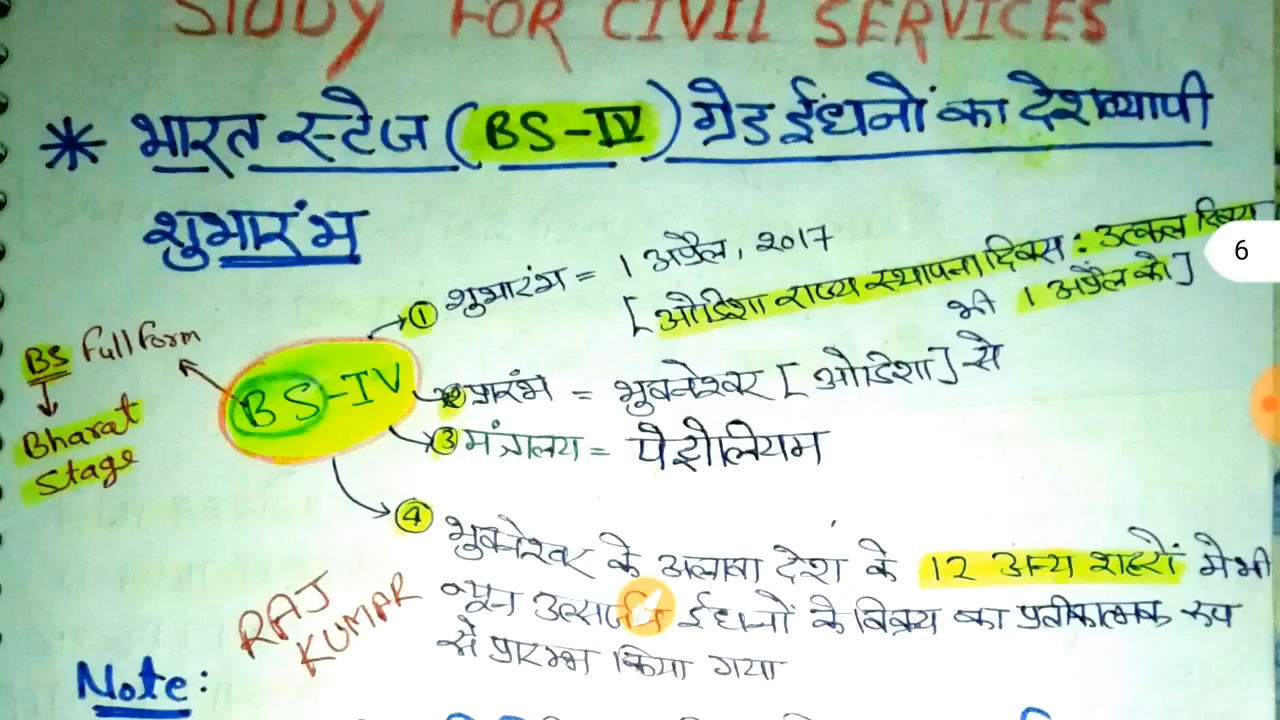 STUDY FOR CIVIL SERVICES
* भारत स्टेज (BS-IV) ग्रेड ईंधनों का देशव्यापी
शुभारंभ
① शुभारंभ = 1 अप्रैल, 2017
[ओडिशा राज्य स्थापना दिवस : उत्कल दिवस
भी 1 अप्रैल को]
6
BS Full Form
Bharat
Stage
BS-IV
② प्रारंभ = भुवनेश्वर [ओडिशा] से
③ मंत्रालय = पेट्रोलियम
④ भुवनेश्वर के अलावा देश के 12 अन्य शहरों मे भी
न्यून उत्सर्जन ईंधनों के विक्रय का प्रतीकात्मक रूप
से प्रारम्भ किया गया
RAJ
KUMAR
Note: